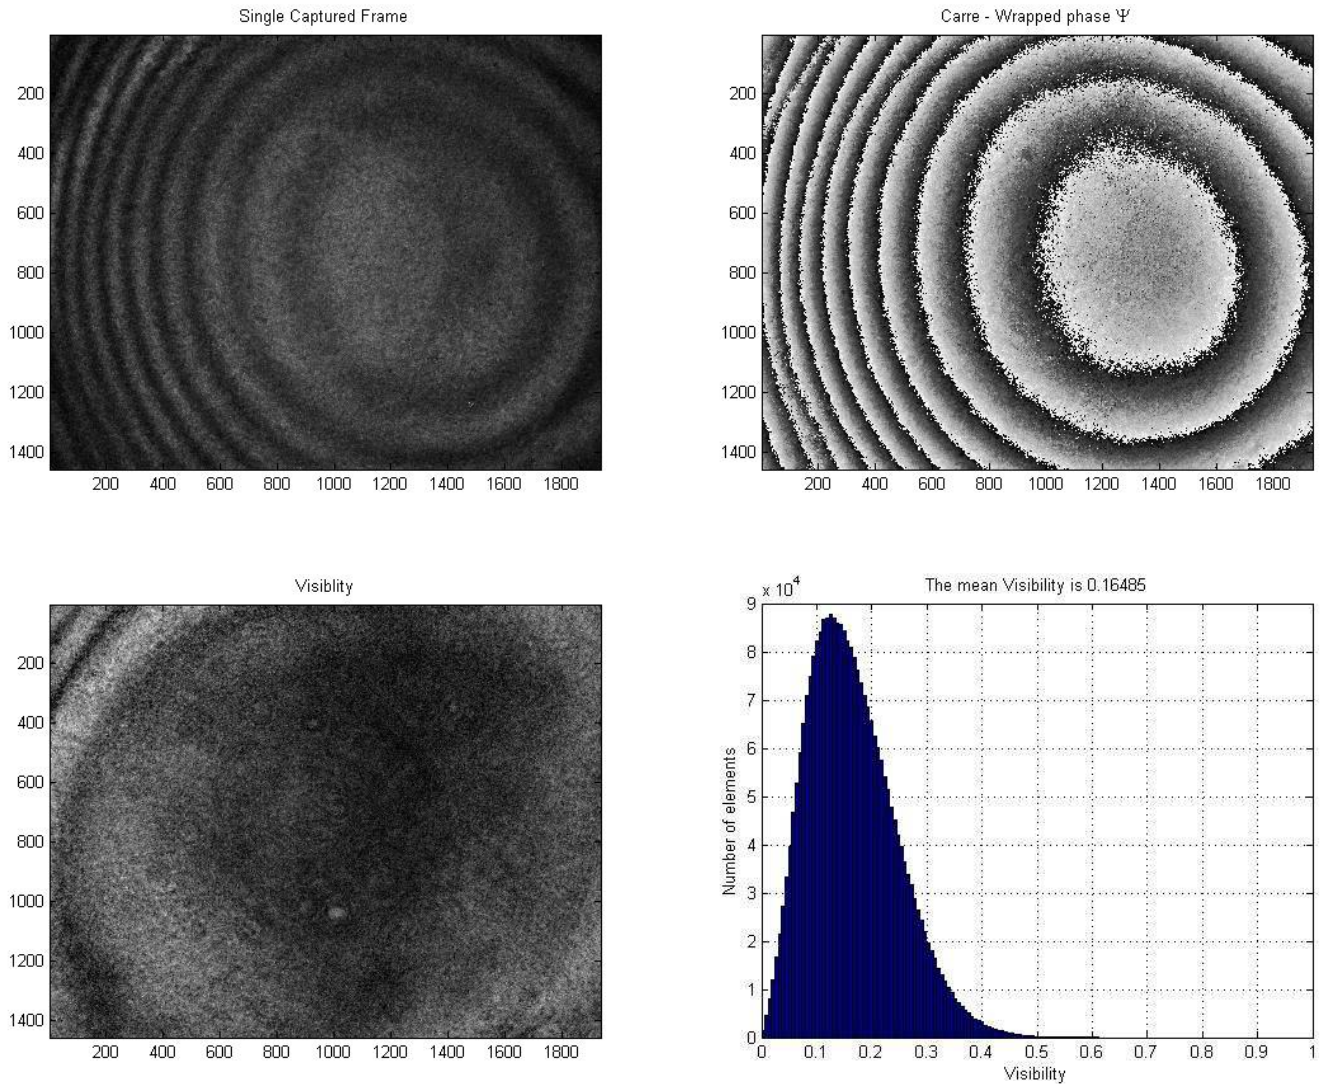 Single Captured Frame
200
400
600
800
1000
1200
1400
200 400 600 800 1000 1200 1400 1600 1800
Carre - Wrapped phase Ψ
200
400
600
800
1000
1200
1400
200 400 600 800 1000 1200 1400 1600 1800
Visiblity
200
400
600
800
1000
1200
1400
200 400 600 800 1000 1200 1400 1600 1800
The mean Visibility is 0.16485
x 10^4
9
8
7
6
5
4
3
2
1
0
Number of elements
0 0.1 0.2 0.3 0.4 0.5 0.6 0.7 0.8 0.9 1
Visibility